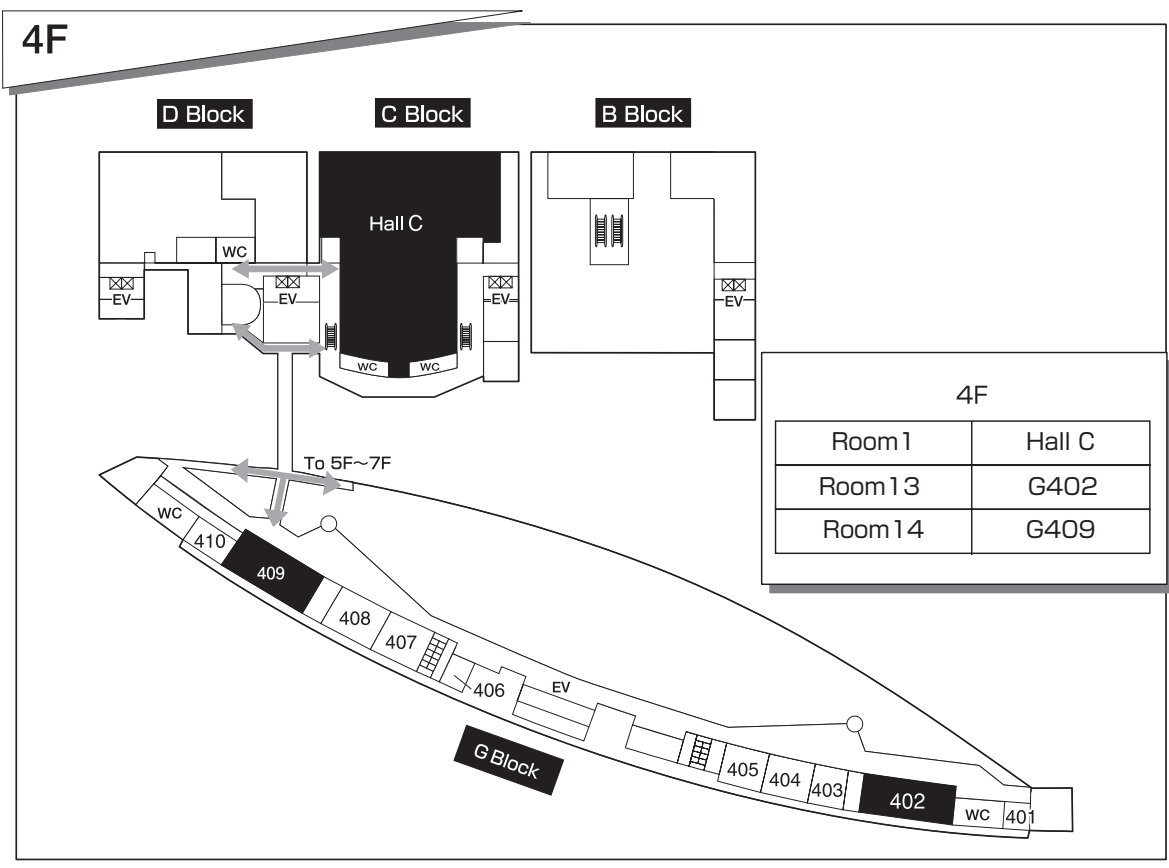 4F
D Block
C Block
B Block
Hall C
WC
EV
EV
EV
EV
WC
WC
To 5F~7F
4F
Room1 Hall C
Room13 G402
Room14 G409
WC
410
409
408
407
406
EV
G Block
405
404
403
402
WC
401